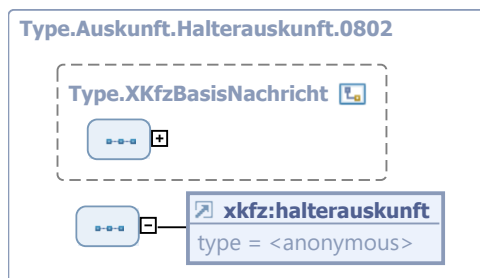 Type.Auskunft.Halterauskunft.0802
Type.XKfzBasisNachricht
xkfz:halterauskunft
type = <anonymous>